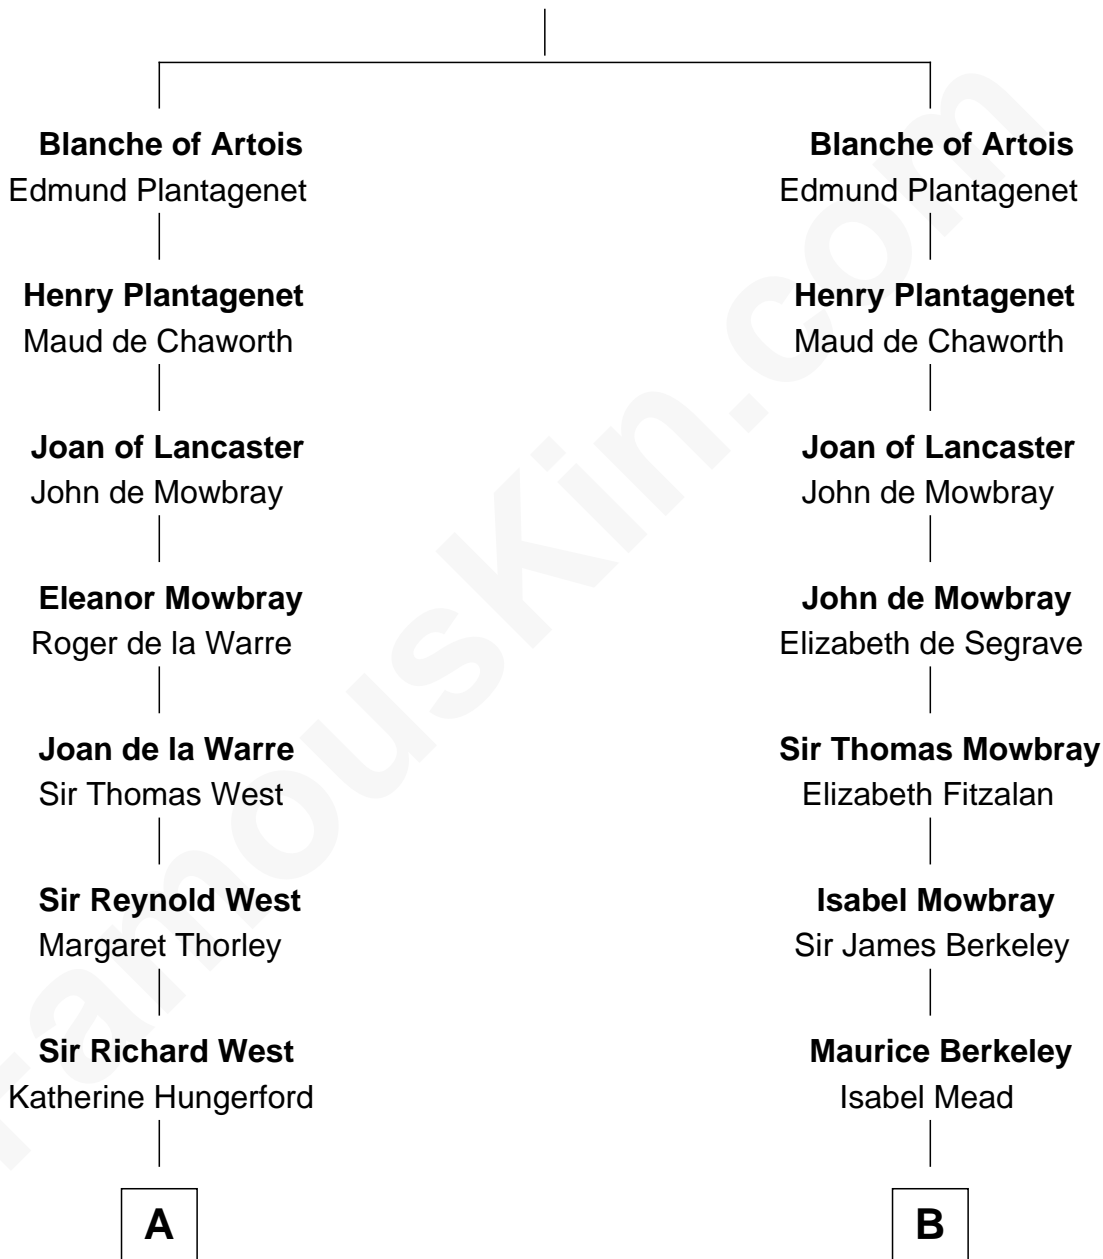 Blanche of Artois
Edmund Plantagenet
Henry Plantagenet
Maud de Chaworth
Joan of Lancaster
John de Mowbray
Eleanor Mowbray
Roger de la Warre
Joan de la Warre
Sir Thomas West
Sir Reynold West
Margaret Thorley
Sir Richard West
Katherine Hungerford
A
Blanche of Artois
Edmund Plantagenet
Henry Plantagenet
Maud de Chaworth
Joan of Lancaster
John de Mowbray
John de Mowbray
Elizabeth de Segrave
Sir Thomas Mowbray
Elizabeth Fitzalan
Isabel Mowbray
Sir James Berkeley
Maurice Berkeley
Isabel Mead
B
famouskin.com